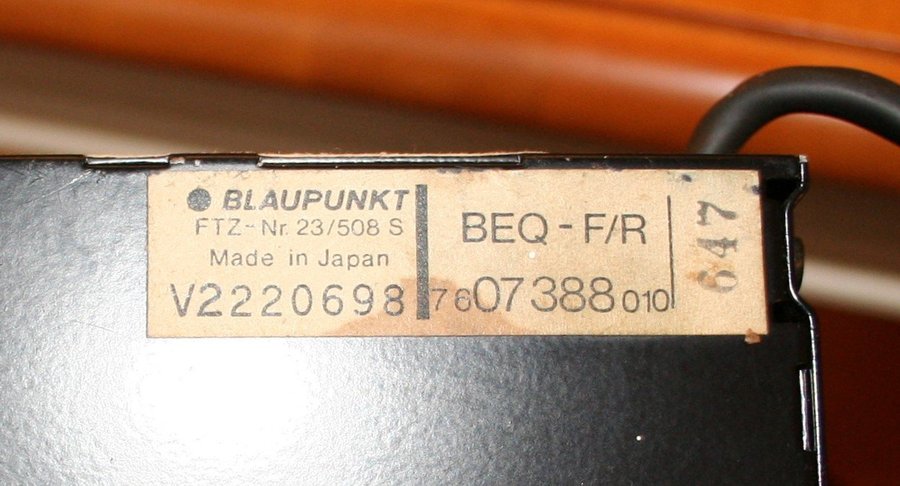 BLAUPUNKT
FTZ-Nr. 23/508 S
Made in Japan
V2220698
BEQ - F/R
7607388010
647